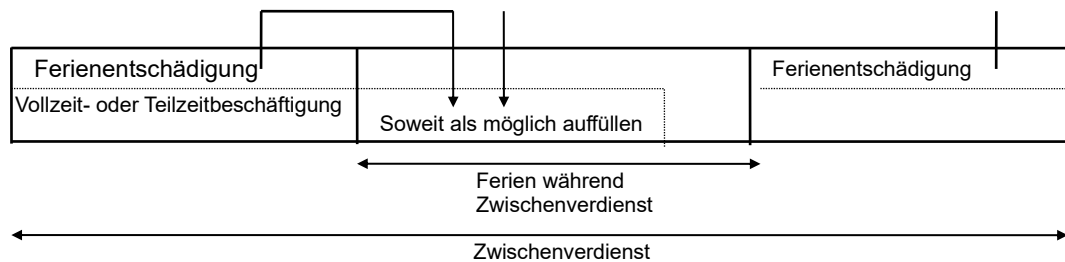 Ferienentschädigung
Ferienentschädigung
Vollzeit- oder Teilzeitbeschäftigung
Soweit als möglich auffüllen
Ferien während
Zwischenverdienst
Zwischenverdienst